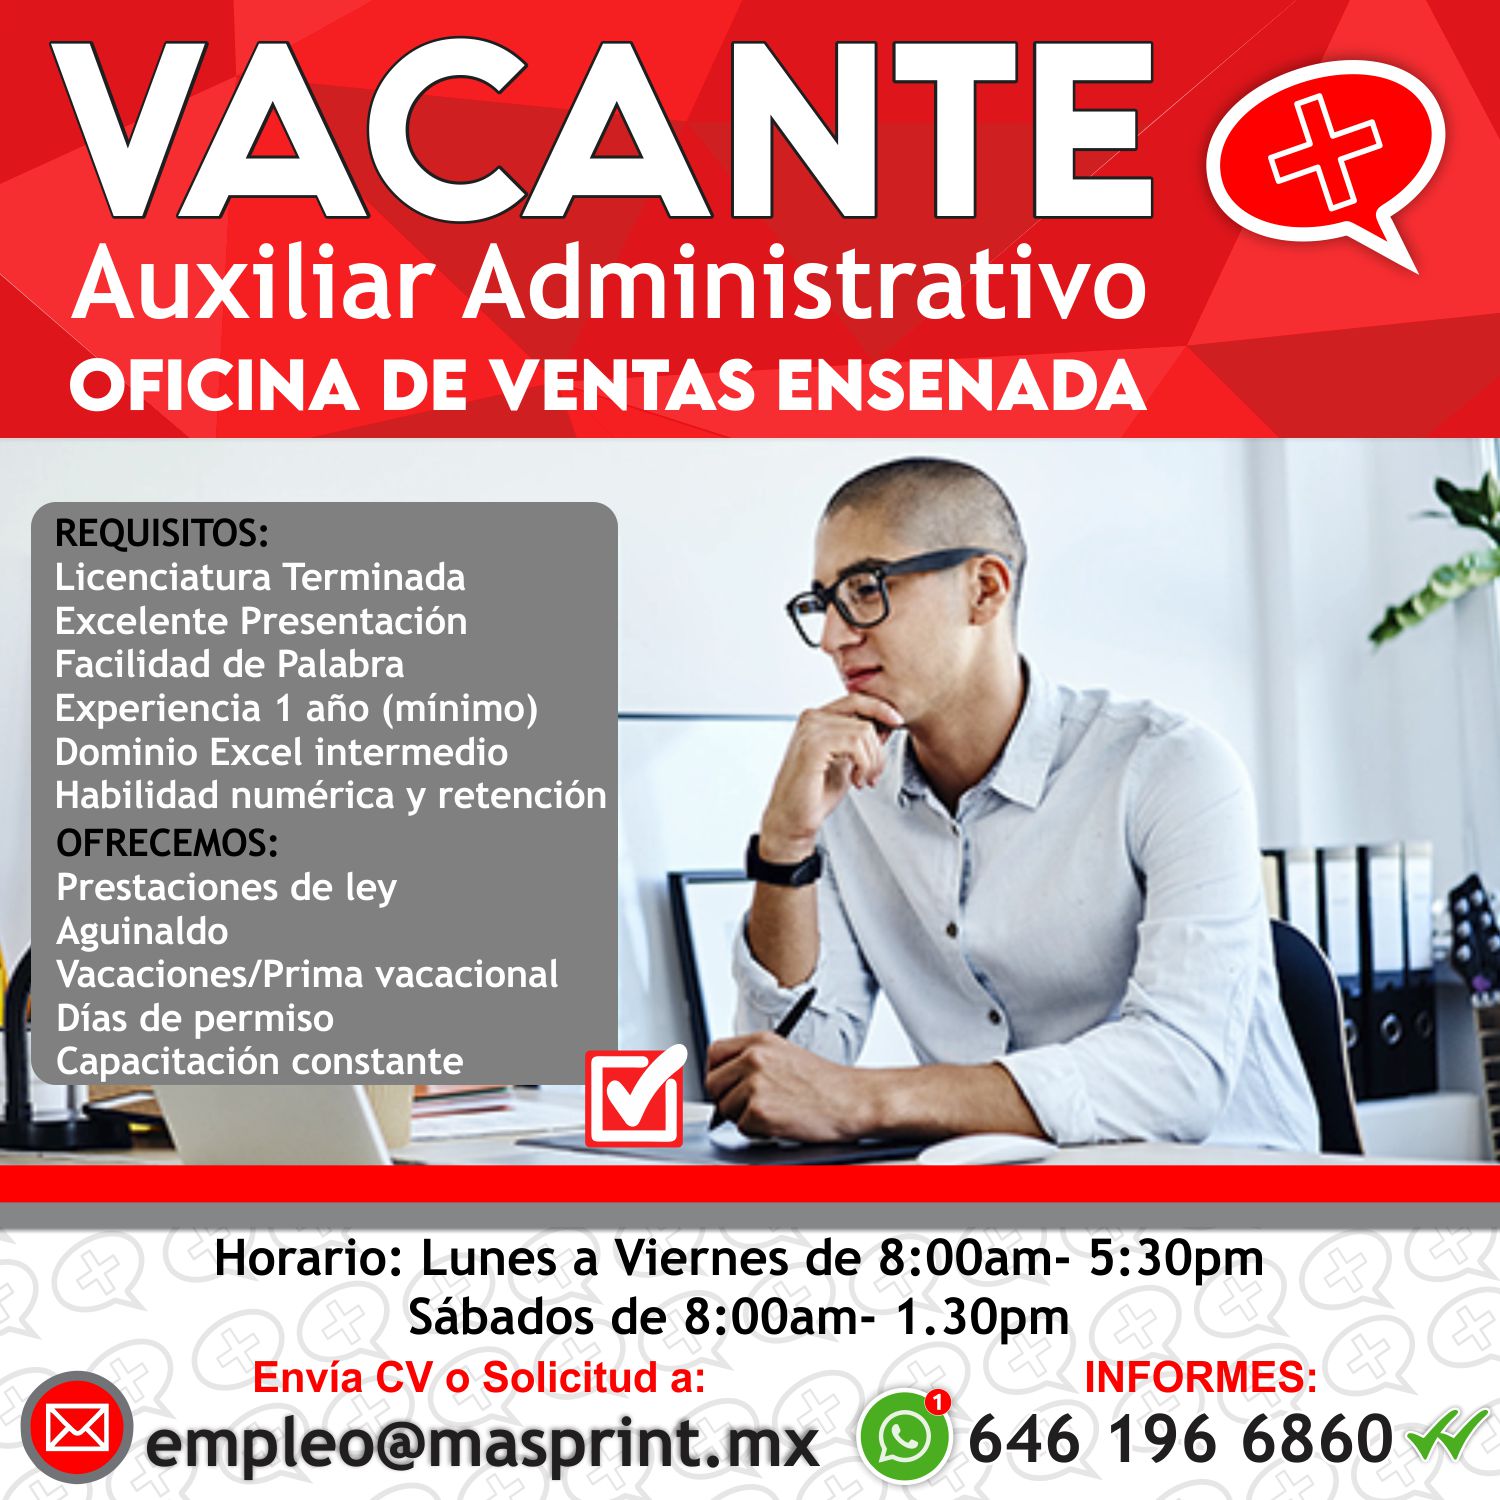 VACANTE
Auxiliar Administrativo
OFICINA DE VENTAS ENSENADA
REQUISITOS:
Licenciatura Terminada
Excelente Presentación
Facilidad de Palabra
Experiencia 1 año (mínimo)
Dominio Excel intermedio
Habilidad numérica y retención
OFRECEMOS:
Prestaciones de ley
Aguinaldo
Vacaciones/Prima vacacional
Días de permiso
Capacitación constante
Horario: Lunes a Viernes de 8:00am- 5:30pm
Sábados de 8:00am- 1.30pm
Envía CV o Solicitud a:
empleo@masprint.mx
INFORMES:
1
646 196 6860